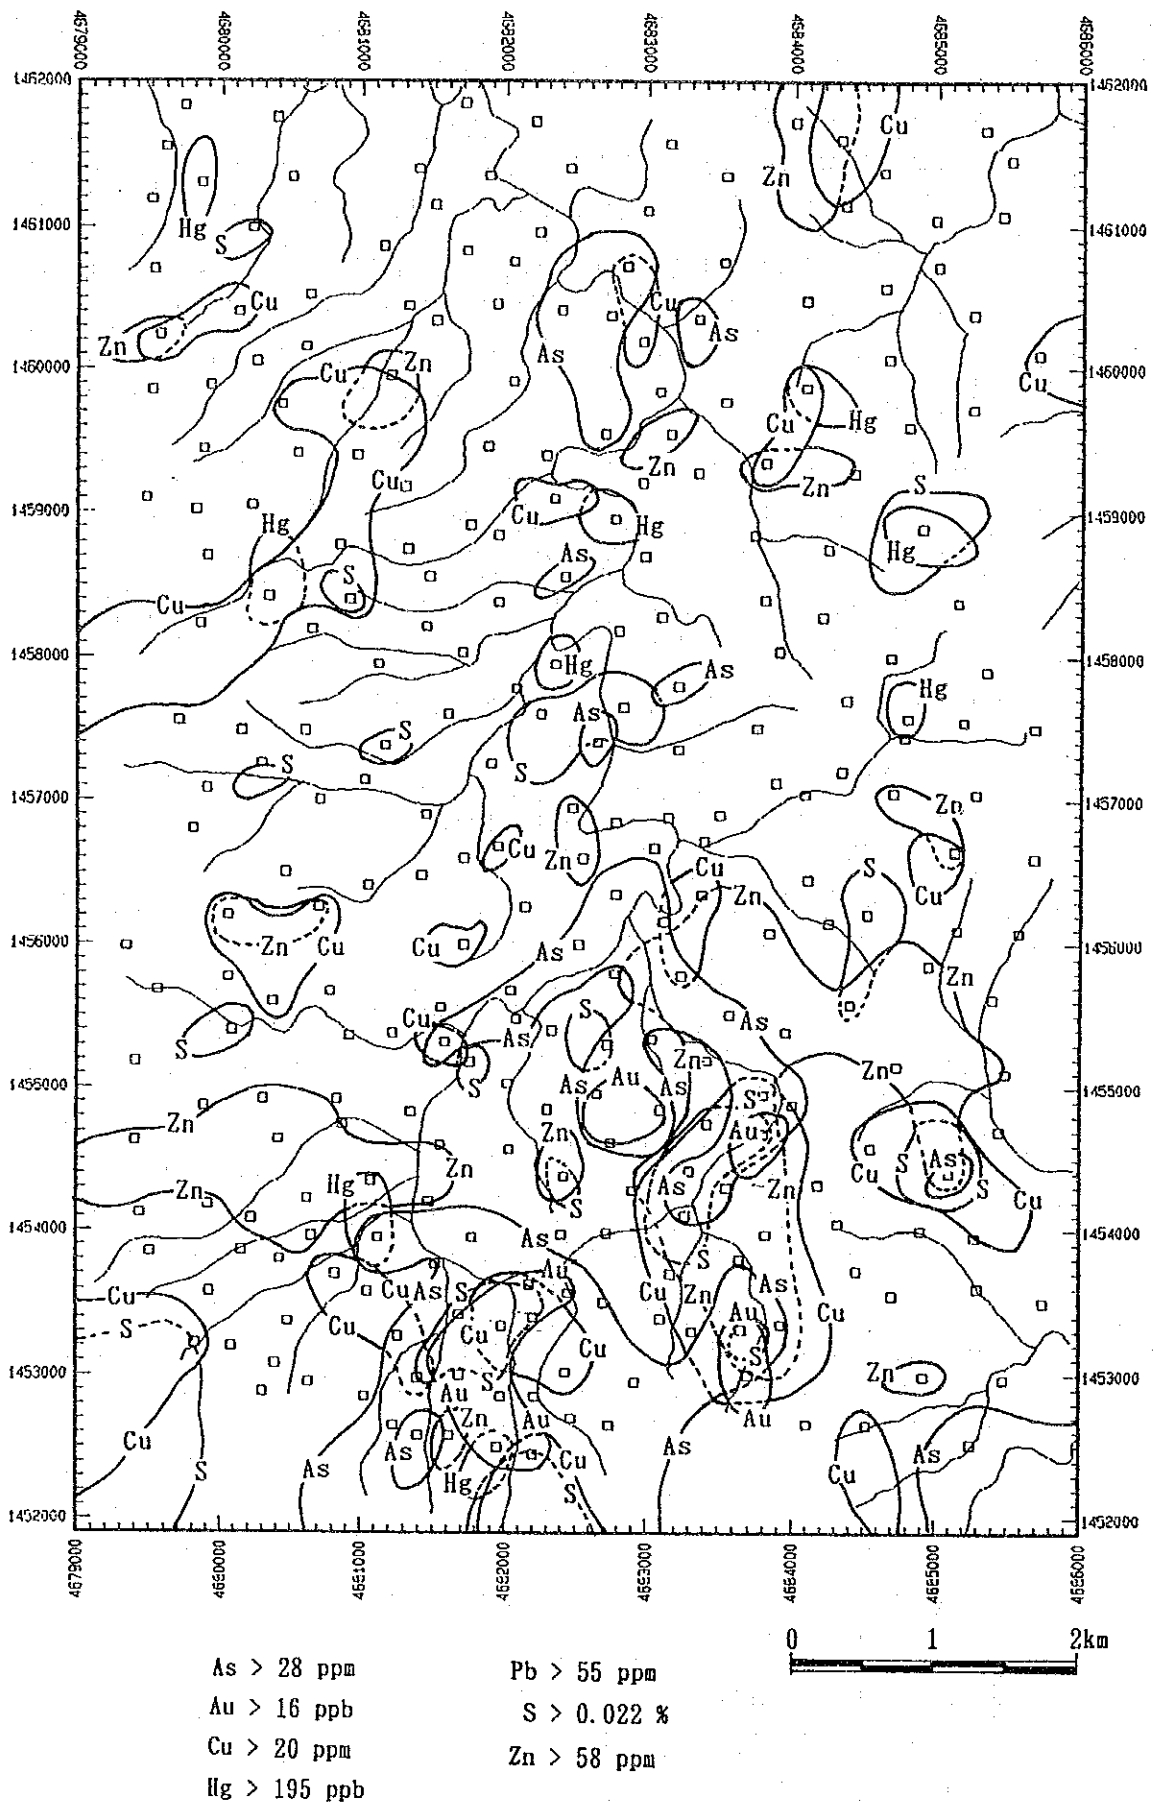 4679000 4680000 4681000 4682000 4683000 4684000 4685000 4686000
1462000 1462000
Cu
Zn
Hg
1461000 1461000
S
Cu
Cu
As
Zn
As
Zn
1460000 1460000
Cu
Cu
Hg
Cu
Zn
Zn
Cu
S
1459000 1459000
Cu
Hg
Hg
Hg
As
S
Cu
1458000 1458000
Hg
As
Hg
As
S
S
S
1457000 1457000
Zn
Cu
Zn
Cu
S
Cu
Zn
1456000 1456000
Zn
Cu
Cu
As
Zn
Cu
As
As
S
S
Zn
Zn
1455000
S
As
Au
As
S
Zn
Au
Zn
As
Zn
Cu
S
Hg
As
Zn
S
S
Zn
Cu
1454000 1454000
As
S
Au
Cu
As
S
Cu
Zn
As
Cu
Au
Cu
S
Cu
Cu
Cu
S
1453000 1453000
S
Zn
Au
Zn
Au
Au
Cu
As
As
Cu
As
S
As
Hg
Cu
S
1452000 1452000
4679000 4680000 4681000 4682000 4683000 4684000 4685000 4686000
0 1 2km
As > 28 ppm Pb > 55 ppm
Au > 16 ppb S > 0.022 %
Cu > 20 ppm Zn > 58 ppm
Hg > 195 ppb